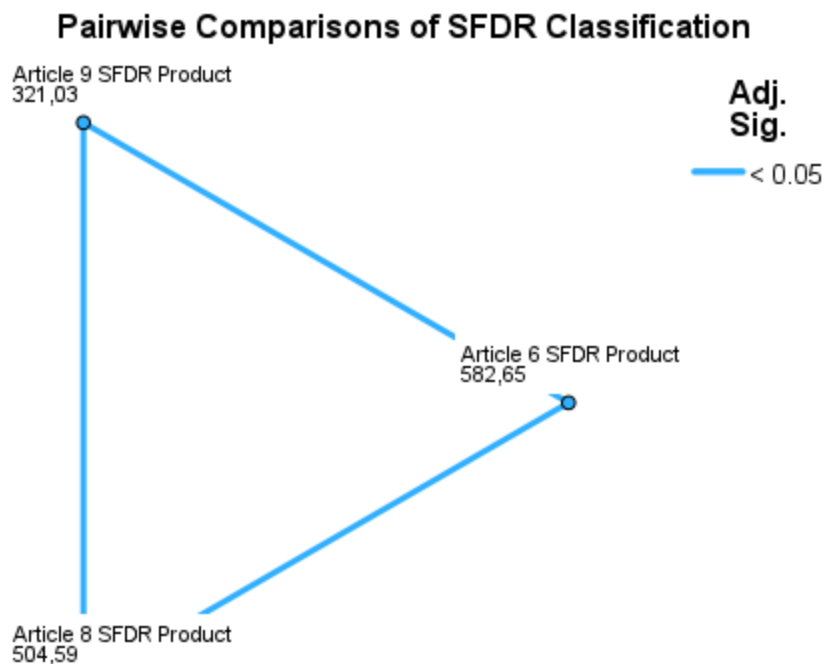 Pairwise Comparisons of SFDR Classification
Article 9 SFDR Product
321,03
Adj.
Sig.
< 0.05
Article 6 SFDR Product
582,65
Article 8 SFDR Product
504,59